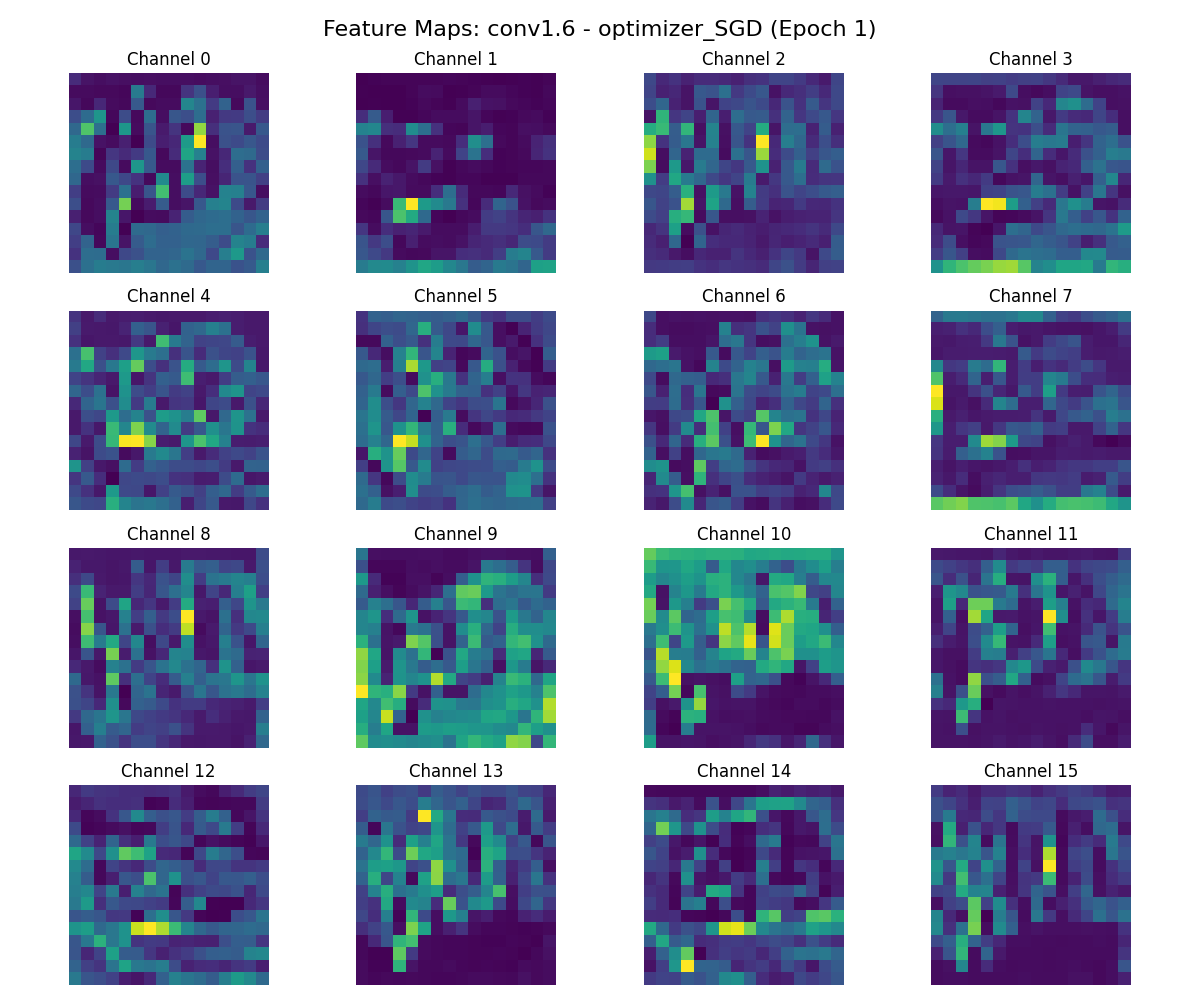 Feature Maps: conv1.6 - optimizer_SGD (Epoch 1)
Channel 0 Channel 1 Channel 2 Channel 3
Channel 4 Channel 5 Channel 6 Channel 7
Channel 8 Channel 9 Channel 10 Channel 11
Channel 12 Channel 13 Channel 14 Channel 15